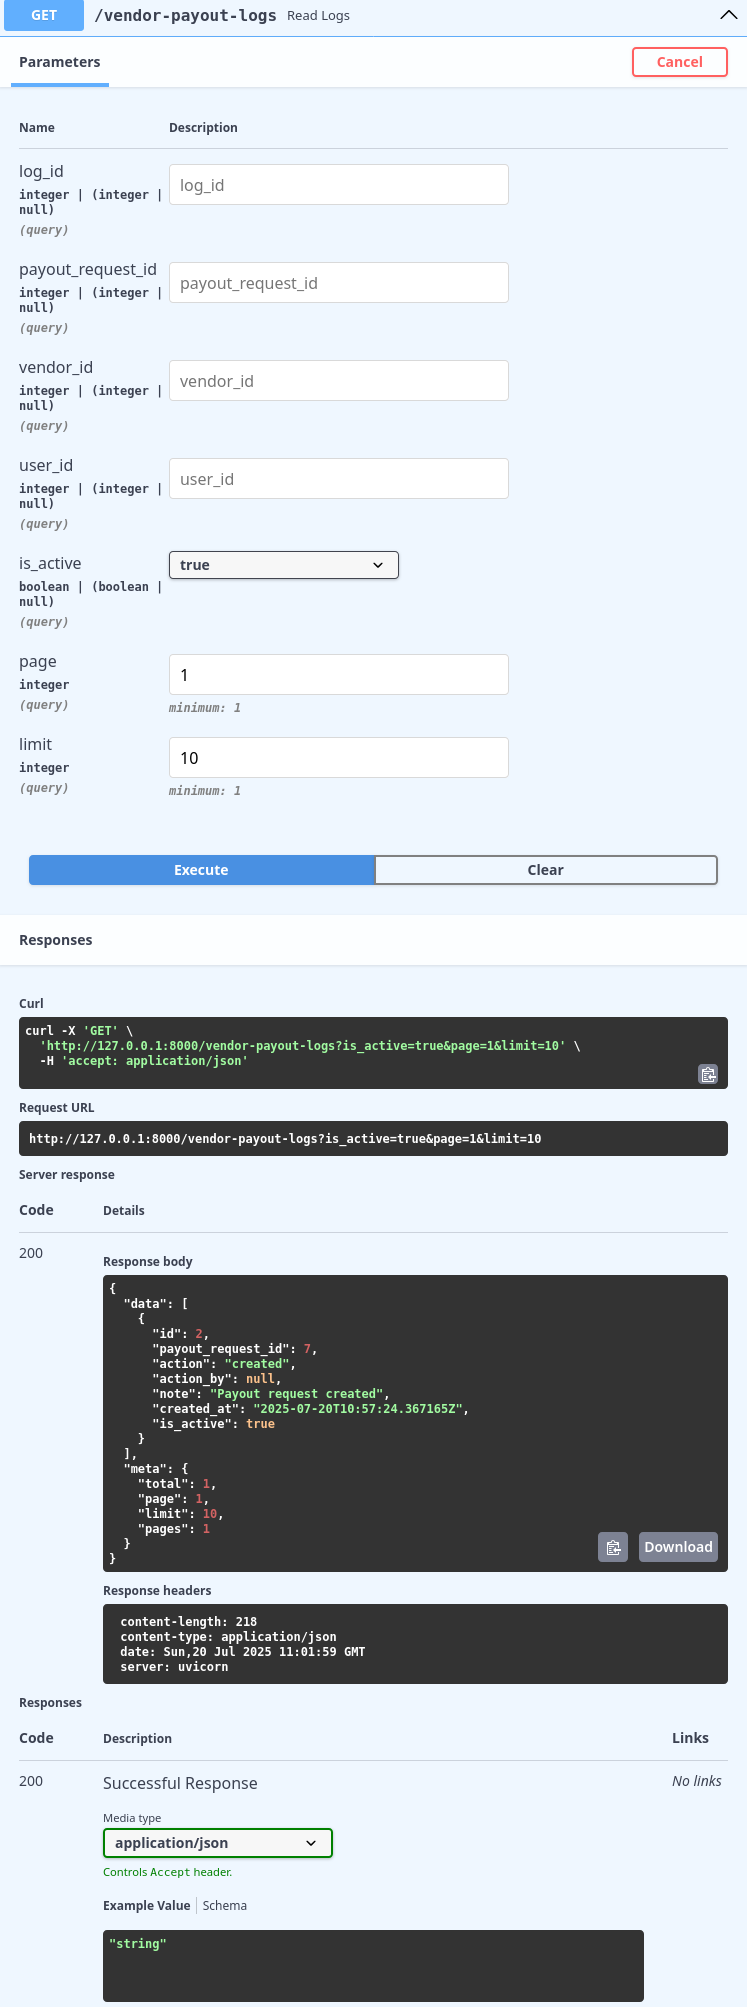 GET /vendor-payout-logs Read Logs
Parameters
Cancel
Name Description
log_id
integer | (integer |
null)
(query)
log_id
payout_request_id
integer | (integer |
null)
(query)
payout_request_id
vendor_id
integer | (integer |
null)
(query)
vendor_id
user_id
integer | (integer |
null)
(query)
user_id
is_active
boolean | (boolean |
null)
(query)
true
page
integer
(query)
1
minimum: 1
limit
integer
(query)
10
minimum: 1
Execute Clear
Responses
Curl
curl -X 'GET' \
'http://127.0.0.1:8000/vendor-payout-logs?is_active=true&page=1&limit=10' \
-H 'accept: application/json'
Request URL
http://127.0.0.1:8000/vendor-payout-logs?is_active=true&page=1&limit=10
Server response
Code Details
200
Response body
{
"data": [
{
"id": 2,
"payout_request_id": 7,
"action": "created",
"action_by": null,
"note": "Payout request created",
"created_at": "2025-07-20T10:57:24.367165Z",
"is_active": true
}
],
"meta": {
"total": 1,
"page": 1,
"limit": 10,
"pages": 1
}
}
Download
Response headers
content-length: 218
content-type: application/json
date: Sun,20 Jul 2025 11:01:59 GMT
server: uvicorn
Responses
Code Description Links
200 Successful Response No links
Media type
application/json
Controls Accept header.
Example Value Schema
"string"